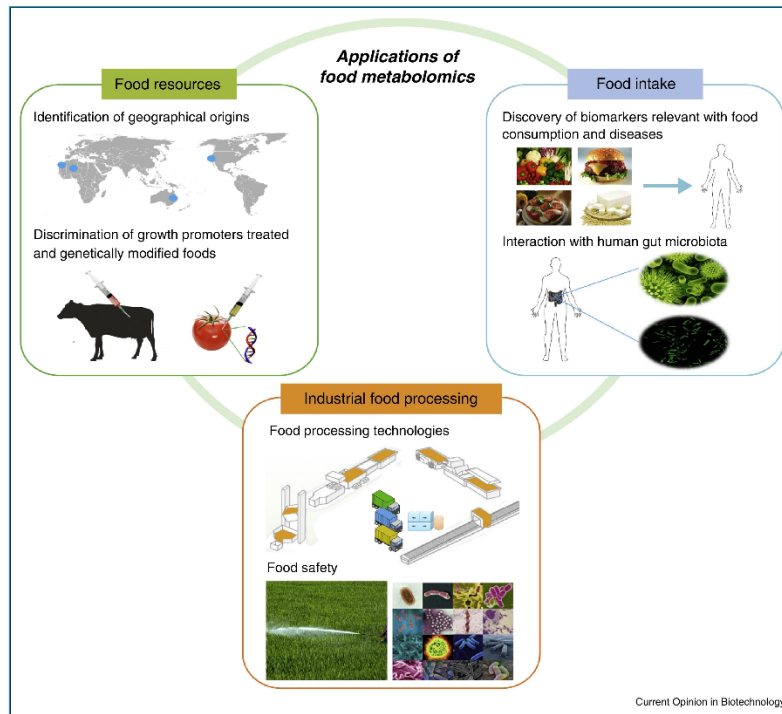 Applications of
food metabolomics
Food resources
Identification of geographical origins
Discrimination of growth promoters treated
and genetically modified foods
Food intake
Discovery of biomarkers relevant with food
consumption and diseases
Interaction with human gut microbiota
Industrial food processing
Food processing technologies
Food safety
Current Opinion in Biotechnology